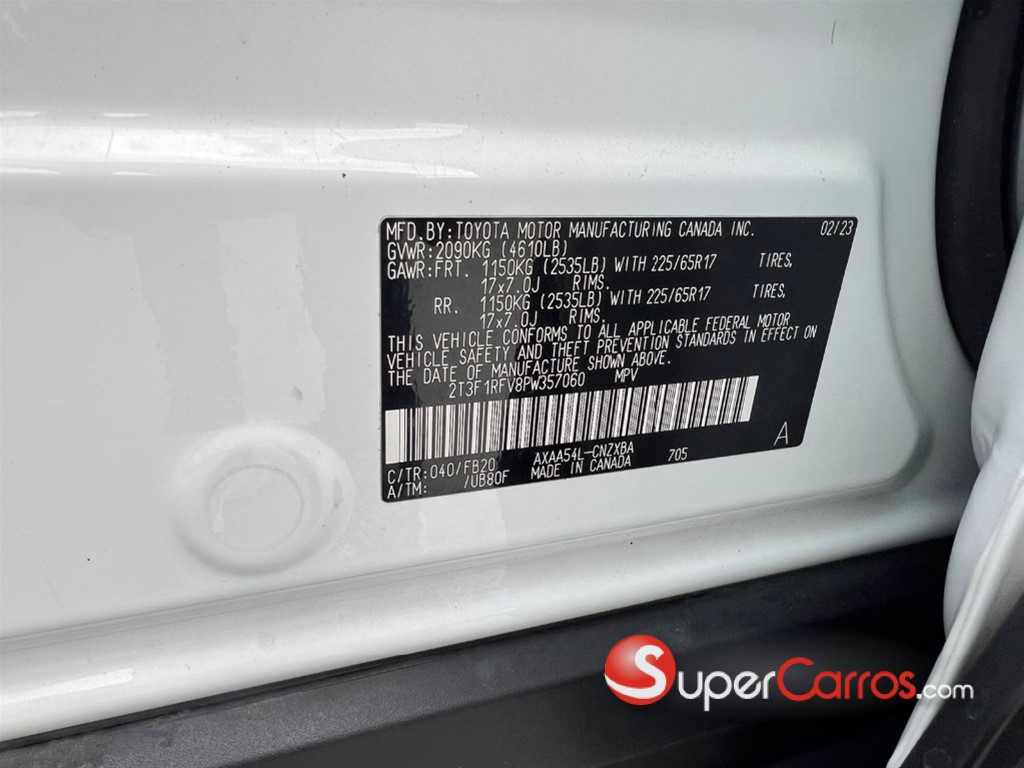 MFD.BY:TOYOTA MOTOR MANUFACTURING CANADA INC. 02/23
GVWR:2090KG (4610LB)
GAWR:FRT. 1150KG (2535LB) WITH 225/65R17 TIRES,
17x7.0J RIMS.
RR. 1150KG (2535LB) WITH 225/65R17 TIRES,
17x7.0J RIMS.
THIS VEHICLE CONFORMS TO ALL APPLICABLE FEDERAL MOTOR
VEHICLE SAFETY AND THEFT PREVENTION STANDARDS IN EFFECT ON
THE DATE OF MANUFACTURE SHOWN ABOVE.
2T3F1RFV8PW357060 MPV
A
C/TR:040/FB20 AXAA54L-CNZXBA 705
A/TM: /UB80F MADE IN CANADA
S SUPERCARROS.com